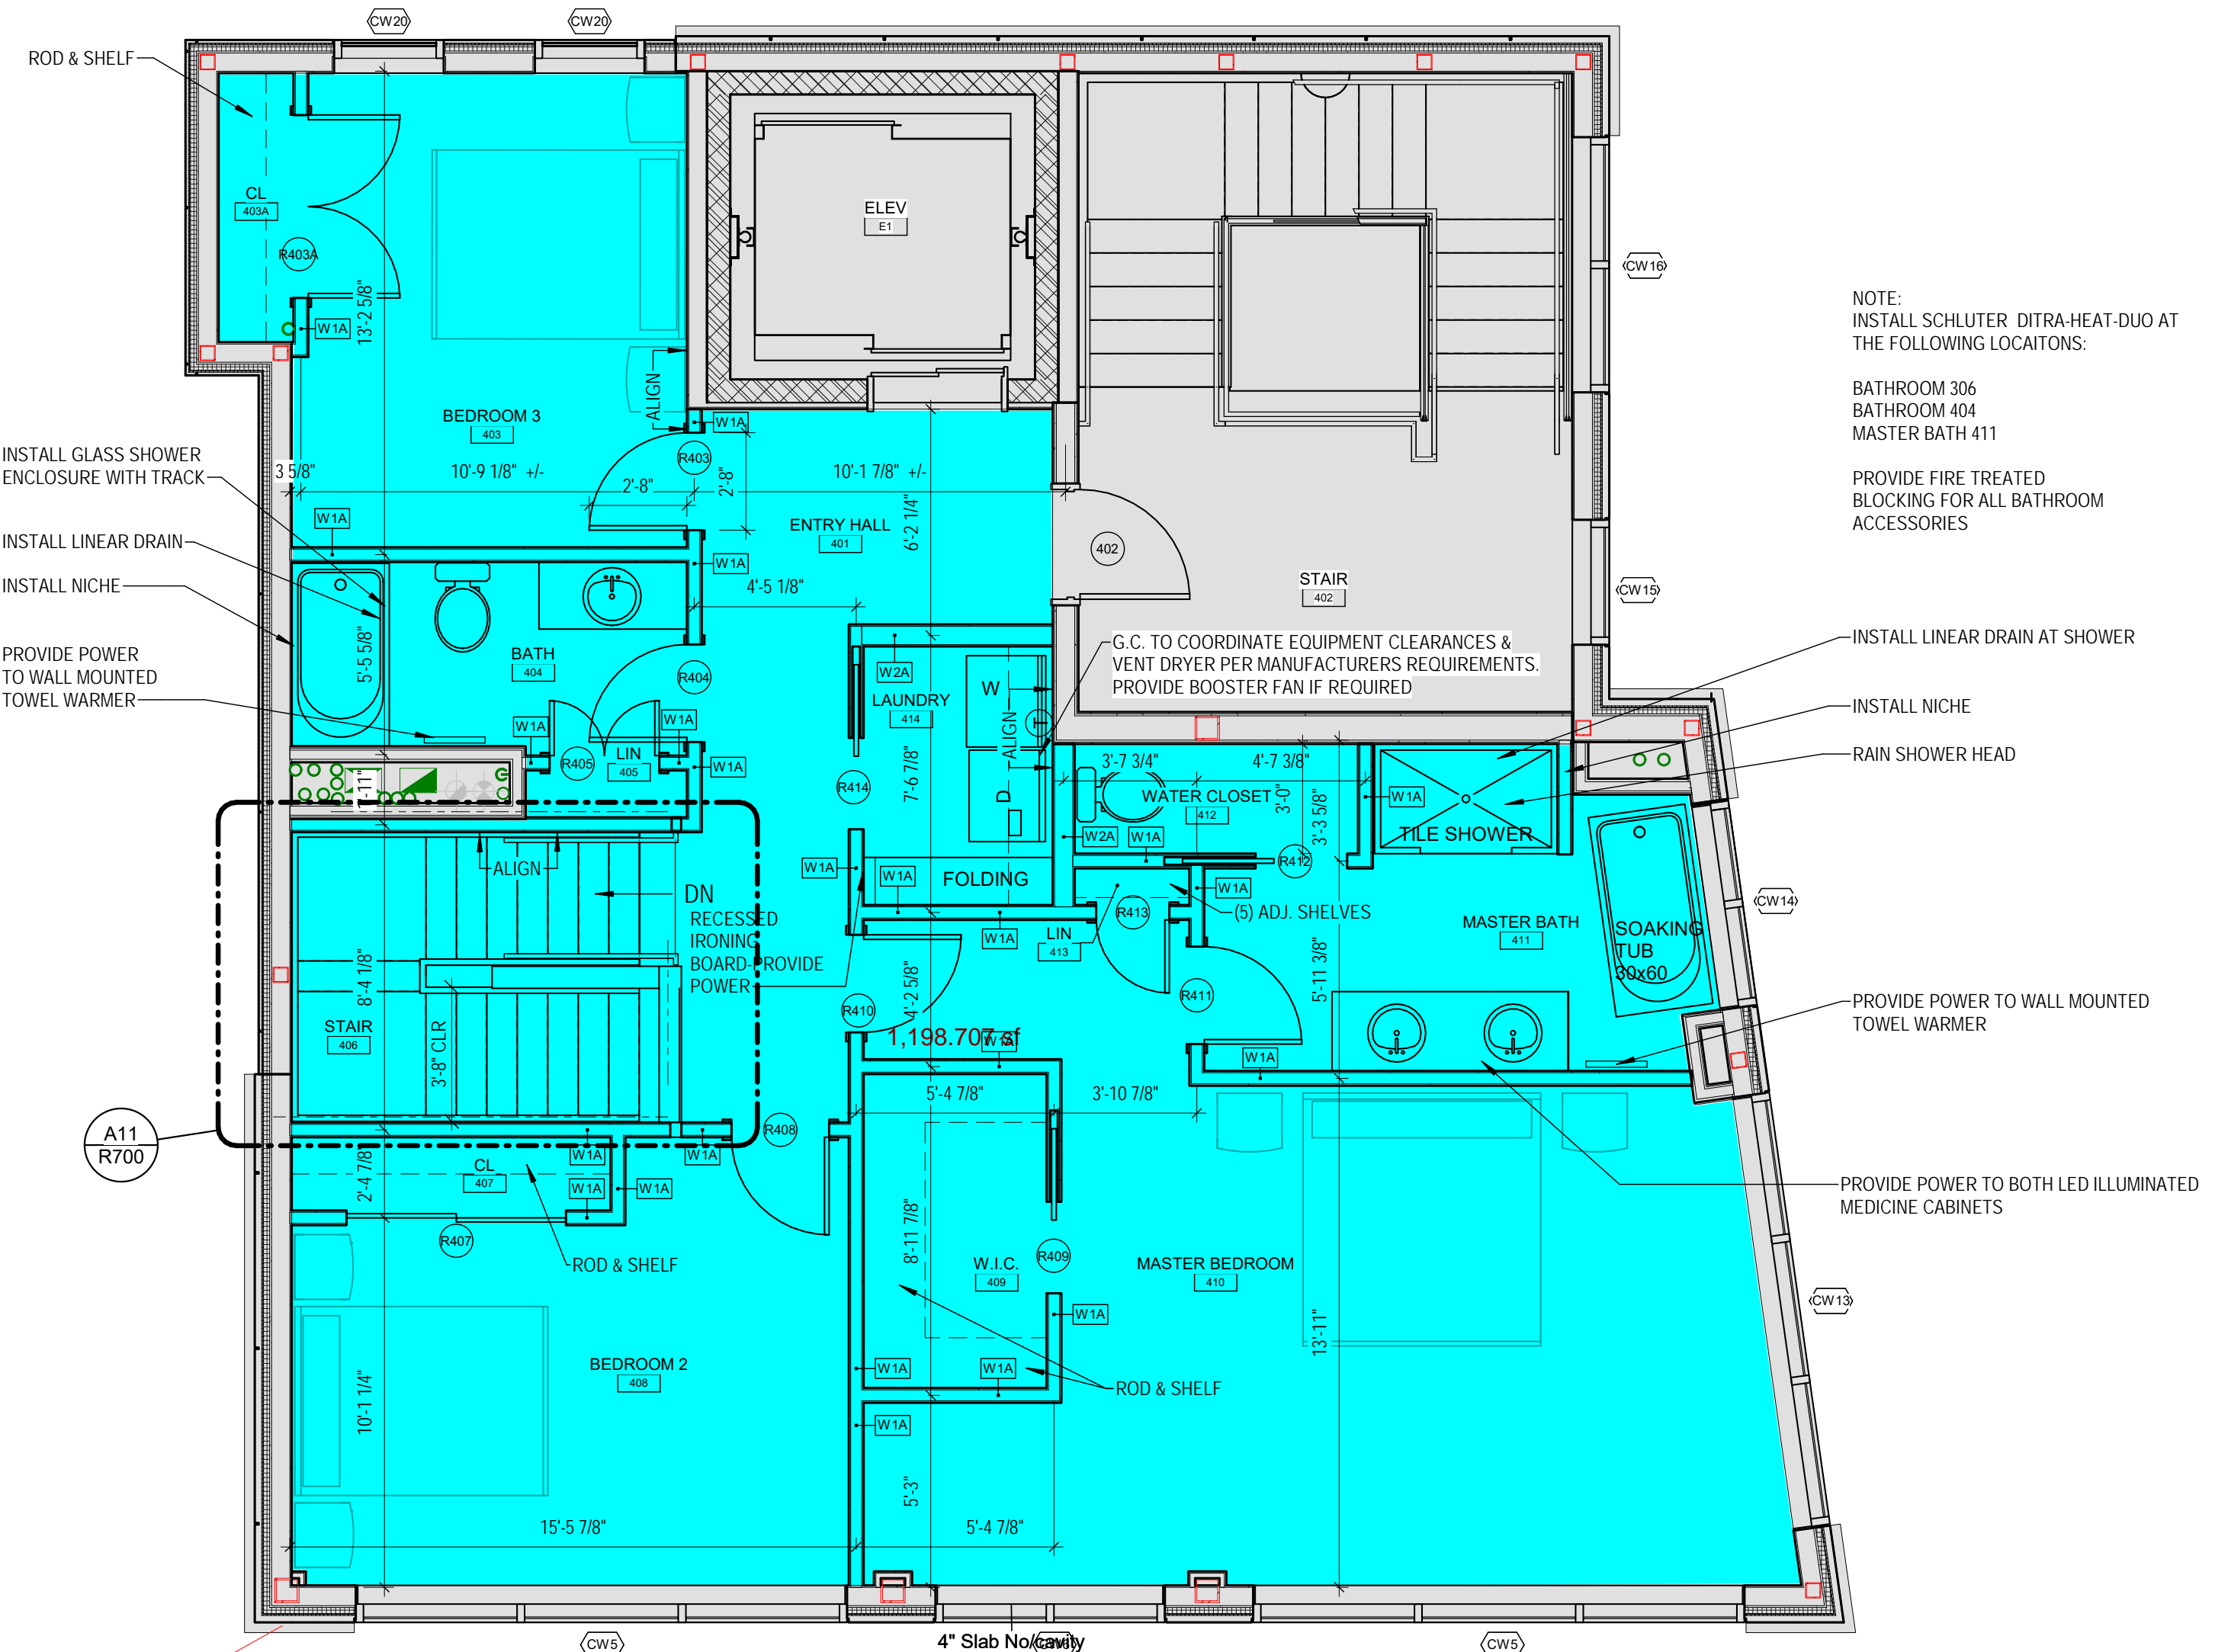 CW20
CW20
ROD & SHELF
CL
403A
R403A
13'-2 5/8"
W1A
ELEV
E1
CW16
NOTE:
INSTALL SCHLUTER  DITRA-HEAT-DUO AT
THE FOLLOWING LOCAITONS:
BATHROOM 306
BATHROOM 404
MASTER BATH 411
PROVIDE FIRE TREATED
BLOCKING FOR ALL BATHROOM
ACCESSORIES
ALIGN
BEDROOM 3
403
W1A
R403
INSTALL GLASS SHOWER
ENCLOSURE WITH TRACK
3 5/8"
10'-9 1/8"  +/-
2'-8"
2'-8"
10'-1 7/8"  +/-
W1A
ENTRY HALL
401
6'-2 1/4"
INSTALL LINEAR DRAIN
W1A
402
INSTALL NICHE
4'-5 1/8"
STAIR
402
CW15
5'-5 5/8"
PROVIDE POWER
TO WALL MOUNTED
TOWEL WARMER
BATH
404
R404
W2A
G.C. TO COORDINATE EQUIPMENT CLEARANCES &
VENT DRYER PER MANUFACTURERS REQUIREMENTS.
PROVIDE BOOSTER FAN IF REQUIRED
INSTALL LINEAR DRAIN AT SHOWER
LAUNDRY
414
W
ALIGN
T
INSTALL NICHE
W1A
W1A
R405
LIN
405
W1A
RAIN SHOWER HEAD
3'-7 3/4"
4'-7 3/8"
R414
7'-6 7/8"
D
WATER CLOSET
412
3'-0"
3'-3 5/8"
W1A
TILE SHOWER
1'-11"
W2A
W1A
R412
ALIGN
W1A
W1A
FOLDING
W1A
DN
RECESSED
IRONING
BOARD-PROVIDE
POWER
R413
(5) ADJ. SHELVES
CW14
W1A
LIN
413
MASTER BATH
411
SOAKING
TUB
30x60
8'-4 1/8"
4'-2 5/8"
5'-11 3/8"
R411
R410
PROVIDE POWER TO WALL MOUNTED
TOWEL WARMER
STAIR
406
3'-8" CLR
1,198.707 sf
W1A
W1A
A11
R700
5'-4 7/8"
3'-10 7/8"
R408
W1A
W1A
CL
407
2'-4 7/8"
W1A
W1A
PROVIDE POWER TO BOTH LED ILLUMINATED
MEDICINE CABINETS
R407
8'-11 7/8"
R409
ROD & SHELF
W.I.C.
409
MASTER BEDROOM
410
CW13
W1A
13'-11"
BEDROOM 2
408
W1A
W1A
ROD & SHELF
10'-1 1/4"
W1A
5'-3"
15'-5 7/8"
5'-4 7/8"
CW5
4" Slab No/cavity
CW5